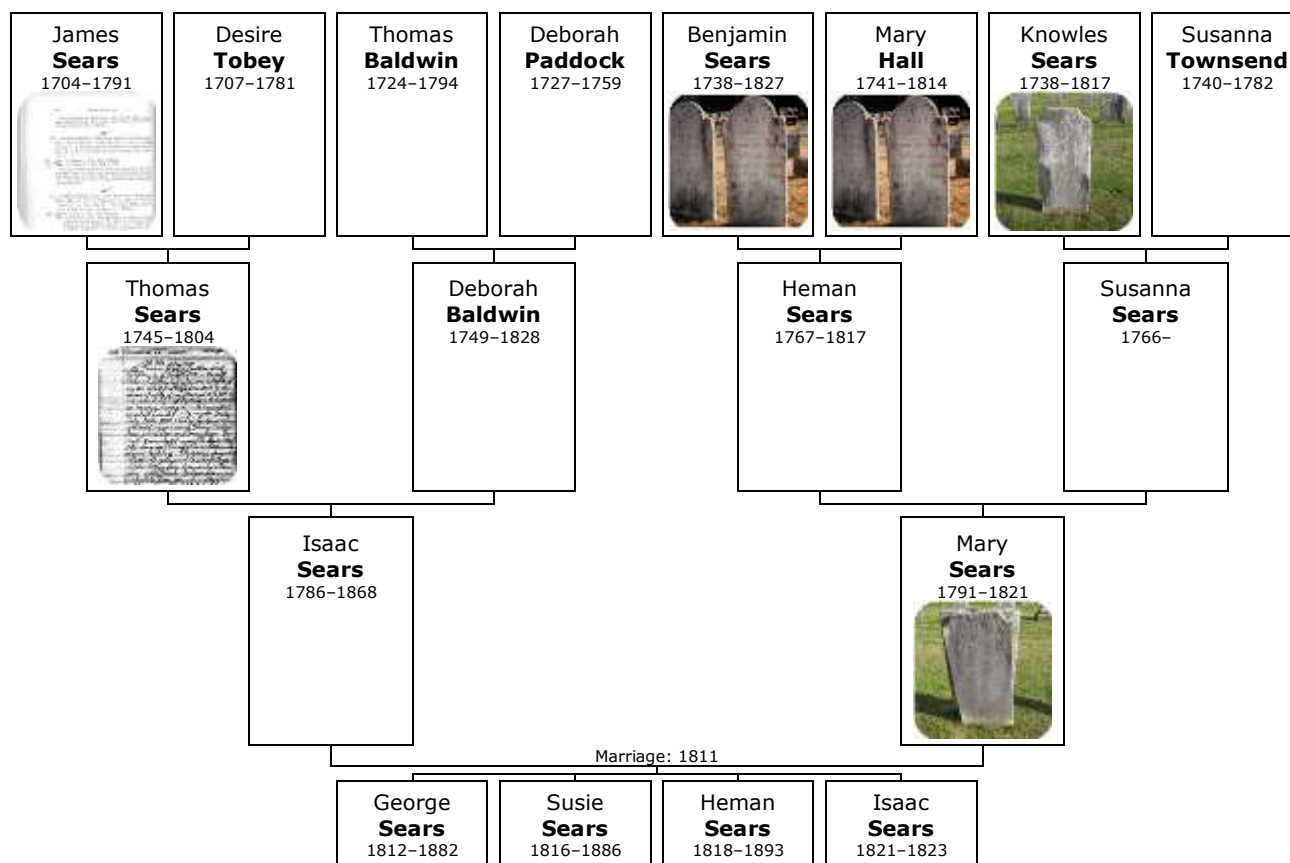 James
Sears
1704–1791
Desire
Tobey
1707–1781
Thomas
Baldwin
1724–1794
Deborah
Paddock
1727–1759
Benjamin
Sears
1738–1827
Mary
Hall
1741–1814
Knowles
Sears
1738–1817
Susanna
Townsend
1740–1782
Thomas
Sears
1745–1804
Deborah
Baldwin
1749–1828
Heman
Sears
1767–1817
Susanna
Sears
1766–
Isaac
Sears
1786–1868
Mary
Sears
1791–1821
Marriage: 1811
George
Sears
1812–1882
Susie
Sears
1816–1886
Heman
Sears
1818–1893
Isaac
Sears
1821–1823